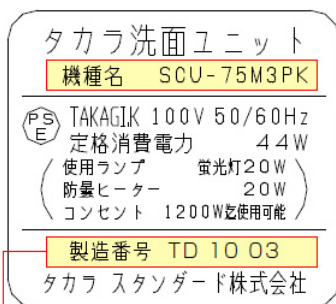 タカラ洗面ユニット
機種名 SCU-75M3PK
PSE TAKAGI.K 100V 50/60Hz
定格消費電力 44W
使用ランプ 蛍光灯20W
防曇ヒーター 20W
コンセント 1200W迄使用可能
製造番号 TD 10 03
タカラ スタンダード株式会社